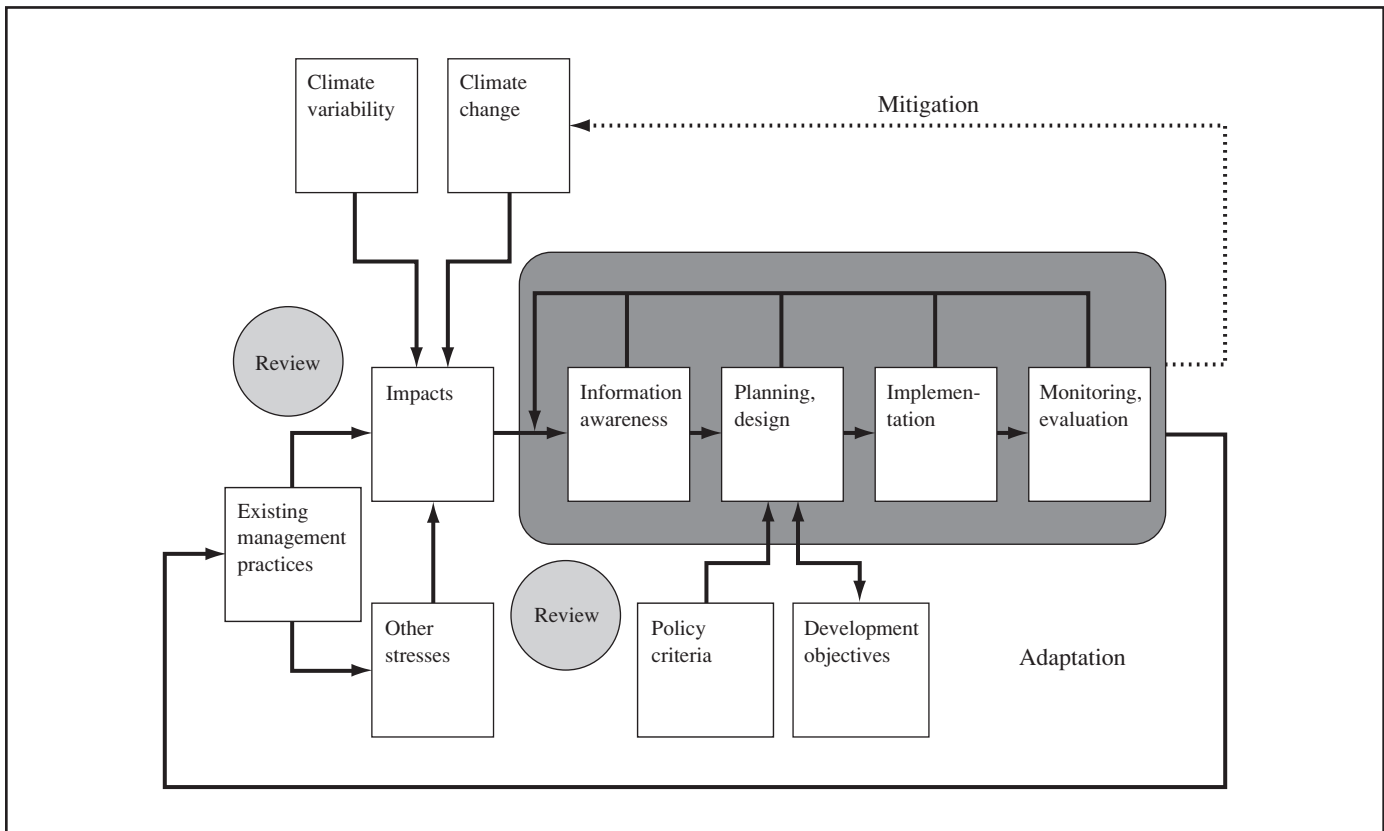 Climate
variability
Climate
change
Mitigation
Review
Impacts
Information
awareness
Planning,
design
Implemen-
tation
Monitoring,
evaluation
Existing
management
practices
Other
stresses
Review
Policy
criteria
Development
objectives
Adaptation